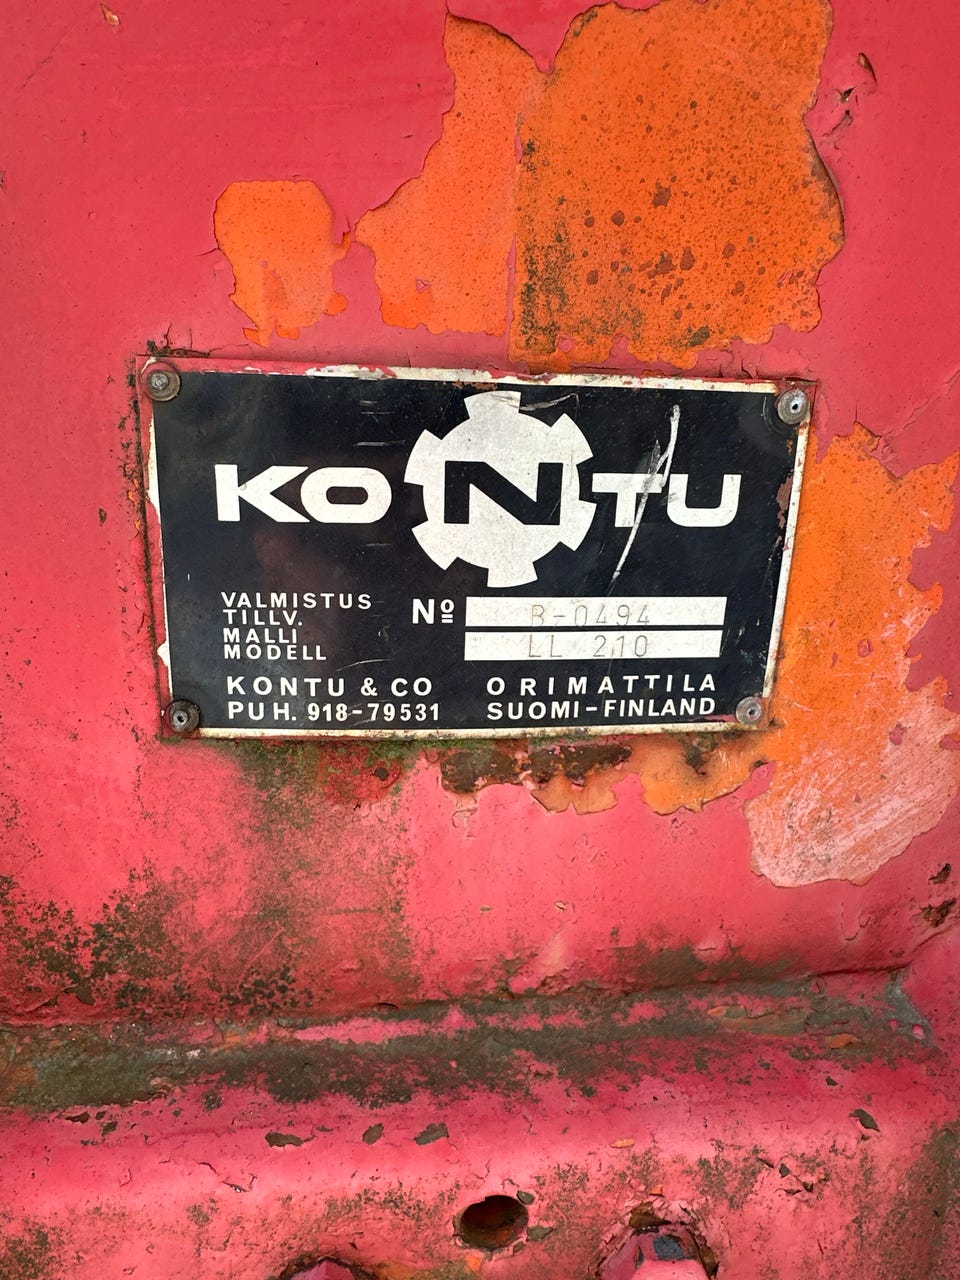 KONTU
VALMISTUS
TILLV.
Nº B-0494
MALLI
MODELL
LL 210
KONTU & CO ORIMATTILA
PUH. 918-79531 SUOMI-FINLAND